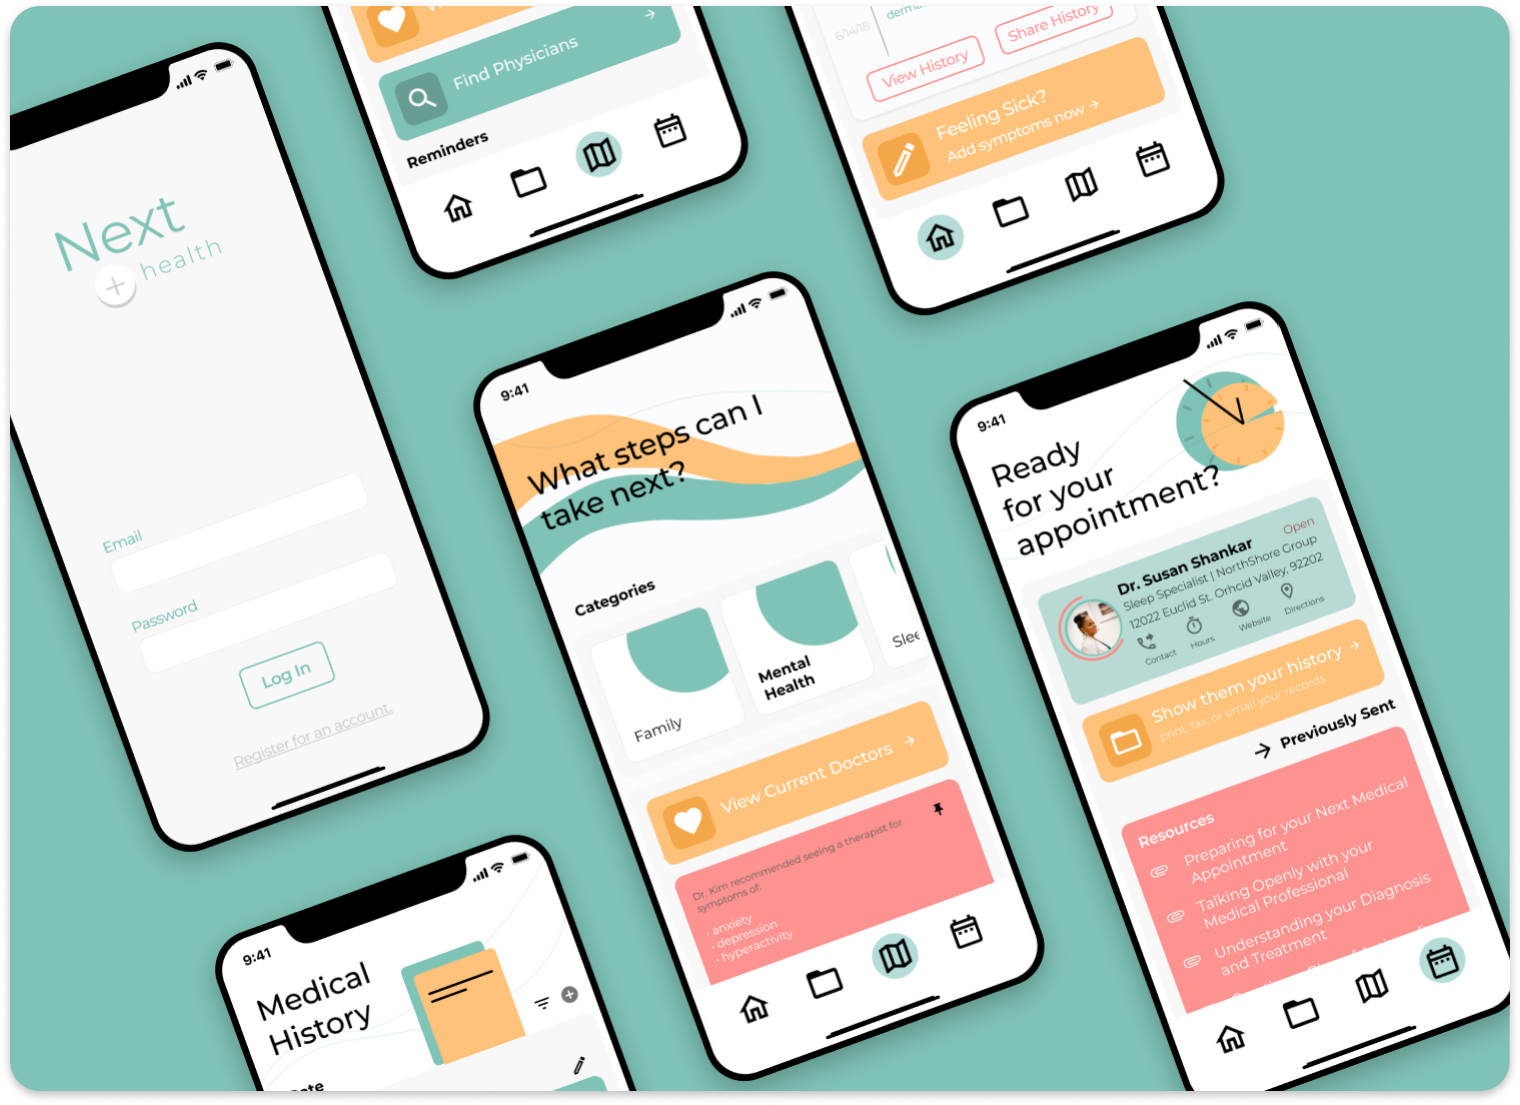 Find Physicians
Reminders
6/14/18
View History
Share History
Feeling Sick?
Add symptoms now
Next
health
Email
Password
Log In
Register for an account.
9:41
What steps can I
take next?
Categories
Family
Mental
Health
View Current Doctors
Dr. Kim recommended seeing a therapist for
symptoms of:
• anxiety
• depression
• hyperactivity
9:41
Ready
for your
appointment?
Open
Dr. Susan Shankar
Sleep Specialist | NorthShore Group
12022 Euclid St. Orhcid Valley, 92202
Contact
Hours
Website
Directions
Show them your history
print, fax, or email your records
Previously Sent
Resources
Preparing for your Next Medical
Appointment
Talking Openly with your
Medical Professional
Understanding your Diagnosis
and Treatment
9:41
Medical
History